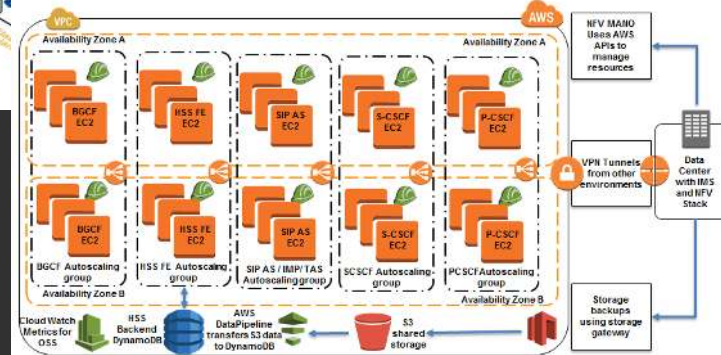 VPC
AWS
Availability Zone A
Availability Zone A
BGCF
EC2
HSS FE
EC2
SIP AS
EC2
S-CSCF
EC2
P-CSCF
EC2
BGCF
EC2
HSS FE
EC2
SIP AS
EC2
S-CSCF
EC2
P-CSCF
EC2
BGCF Autoscaling
group
HSS FE Autoscaling
group
SIP AS / IMP/TAS
Autoscaling group
SCSCF Autoscaling
group
PCSCF Autoscaling
group
Availability Zone B
Availability Zone B
Cloud Watch
Metrics for
OSS
HSS
Backend
DynamoDB
AWS
DataPipeline
transfers S3 data
to DynamoDB
S3
shared
storage
NFV MANO
Uses AWS
APIs to
manage
resources
VPN Tunnels
from other
environments
Data
Center
with IMS
and NFV
Stack
Storage
backups
using storage
gateway